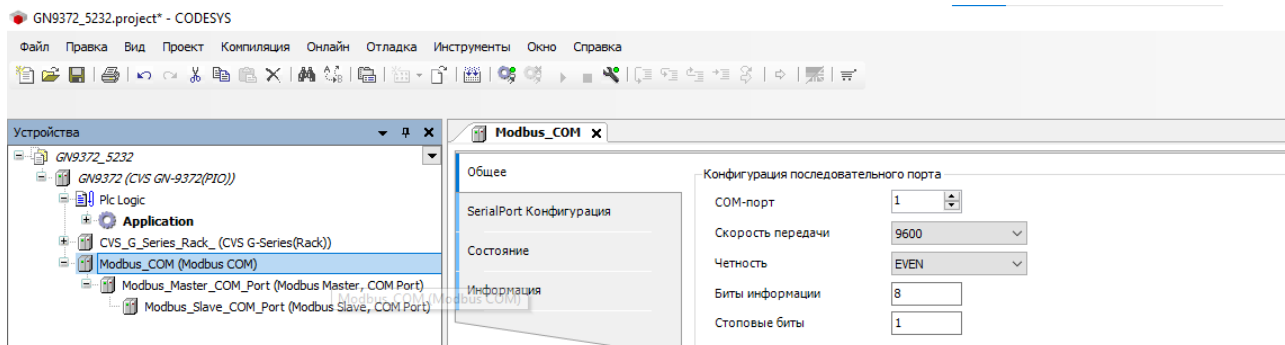 GN9372_5232.project* - CODESYS
Файл Правка Вид Проект Компиляция Онлайн Отладка Инструменты Окно Справка
Устройства
GN9372_5232
GN9372 (CVS GN-9372(PIO))
Plc Logic
Application
CVS_G_Series_Rack_ (CVS G-Series(Rack))
Modbus_COM (Modbus COM)
Modbus_Master_COM_Port (Modbus Master, COM Port)
Modbus_COM (Modbus COM)
Modbus_Slave_COM_Port (Modbus Slave, COM Port)
Modbus_COM
Общее
SerialPort Конфигурация
Состояние
Информация
Конфигурация последовательного порта
COM-порт 1
Скорость передачи 9600
Четность EVEN
Биты информации 8
Стоповые биты 1